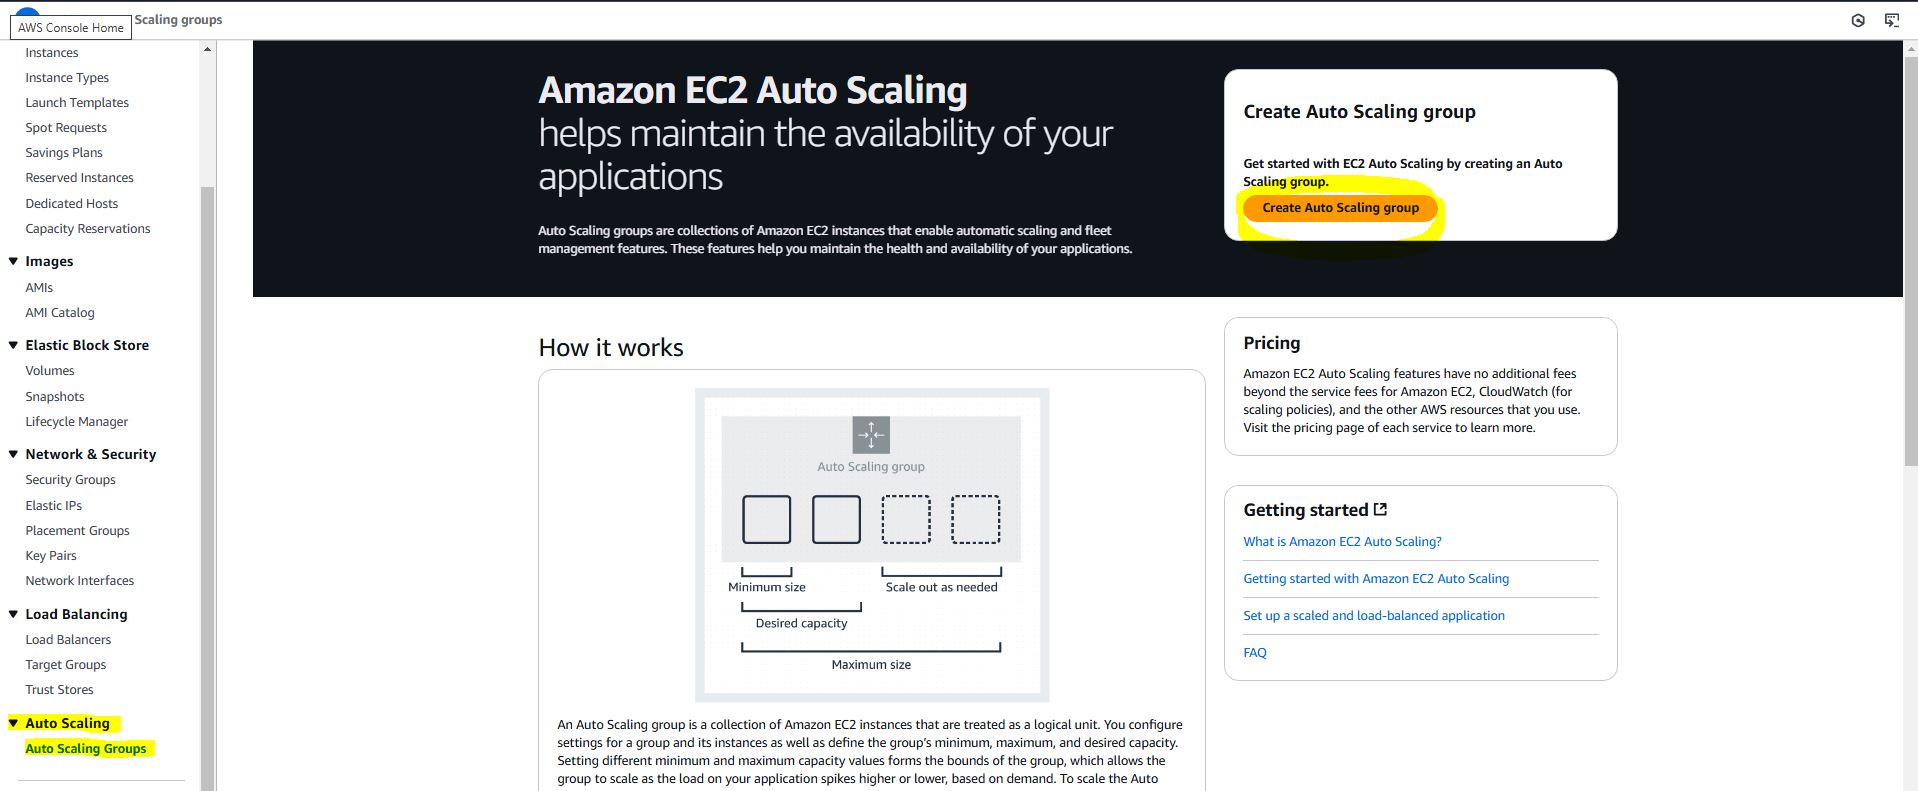 AWS Console Home
Scaling groups
Instances
Instance Types
Launch Templates
Spot Requests
Savings Plans
Reserved Instances
Dedicated Hosts
Capacity Reservations
Images
AMIs
AMI Catalog
Elastic Block Store
Volumes
Snapshots
Lifecycle Manager
Network & Security
Security Groups
Elastic IPs
Placement Groups
Key Pairs
Network Interfaces
Load Balancing
Load Balancers
Target Groups
Trust Stores
Auto Scaling
Auto Scaling Groups
Amazon EC2 Auto Scaling
helps maintain the availability of your
applications
Auto Scaling groups are collections of Amazon EC2 instances that enable automatic scaling and fleet
management features. These features help you maintain the health and availability of your applications.
Create Auto Scaling group
Get started with EC2 Auto Scaling by creating an Auto
Scaling group.
Create Auto Scaling group
How it works
Auto Scaling group
Minimum size
Scale out as needed
Desired capacity
Maximum size
An Auto Scaling group is a collection of Amazon EC2 instances that are treated as a logical unit. You configure
settings for a group and its instances as well as define the group's minimum, maximum, and desired capacity.
Setting different minimum and maximum capacity values forms the bounds of the group, which allows the
group to scale as the load on your application spikes higher or lower, based on demand. To scale the Auto
Pricing
Amazon EC2 Auto Scaling features have no additional fees
beyond the service fees for Amazon EC2, CloudWatch (for
scaling policies), and the other AWS resources that you use.
Visit the pricing page of each service to learn more.
Getting started
What is Amazon EC2 Auto Scaling?
Getting started with Amazon EC2 Auto Scaling
Set up a scaled and load-balanced application
FAQ